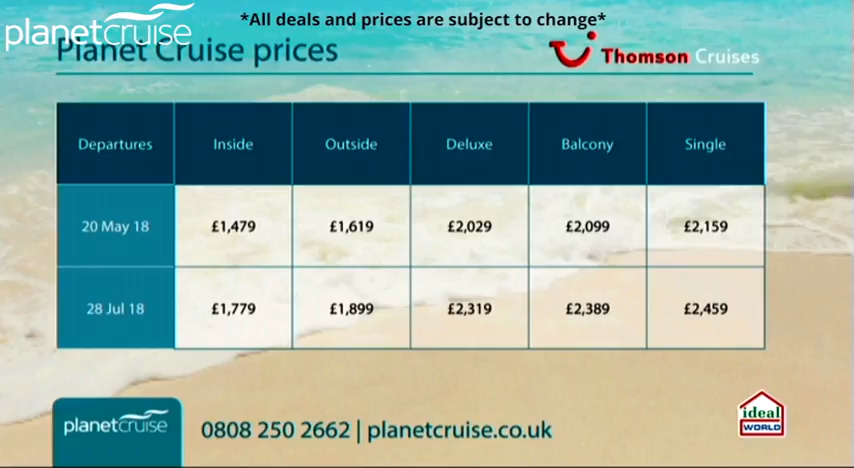 *All deals and prices are subject to change*
planetcruise
Planet Cruise prices
Thomson Cruises
Departures Inside Outside Deluxe Balcony Single
20 May 18 £1,479 £1,619 £2,029 £2,099 £2,159
28 Jul 18 £1,779 £1,899 £2,319 £2,389 £2,459
planetcruise
0808 250 2662 | planetcruise.co.uk
ideal
WORLD